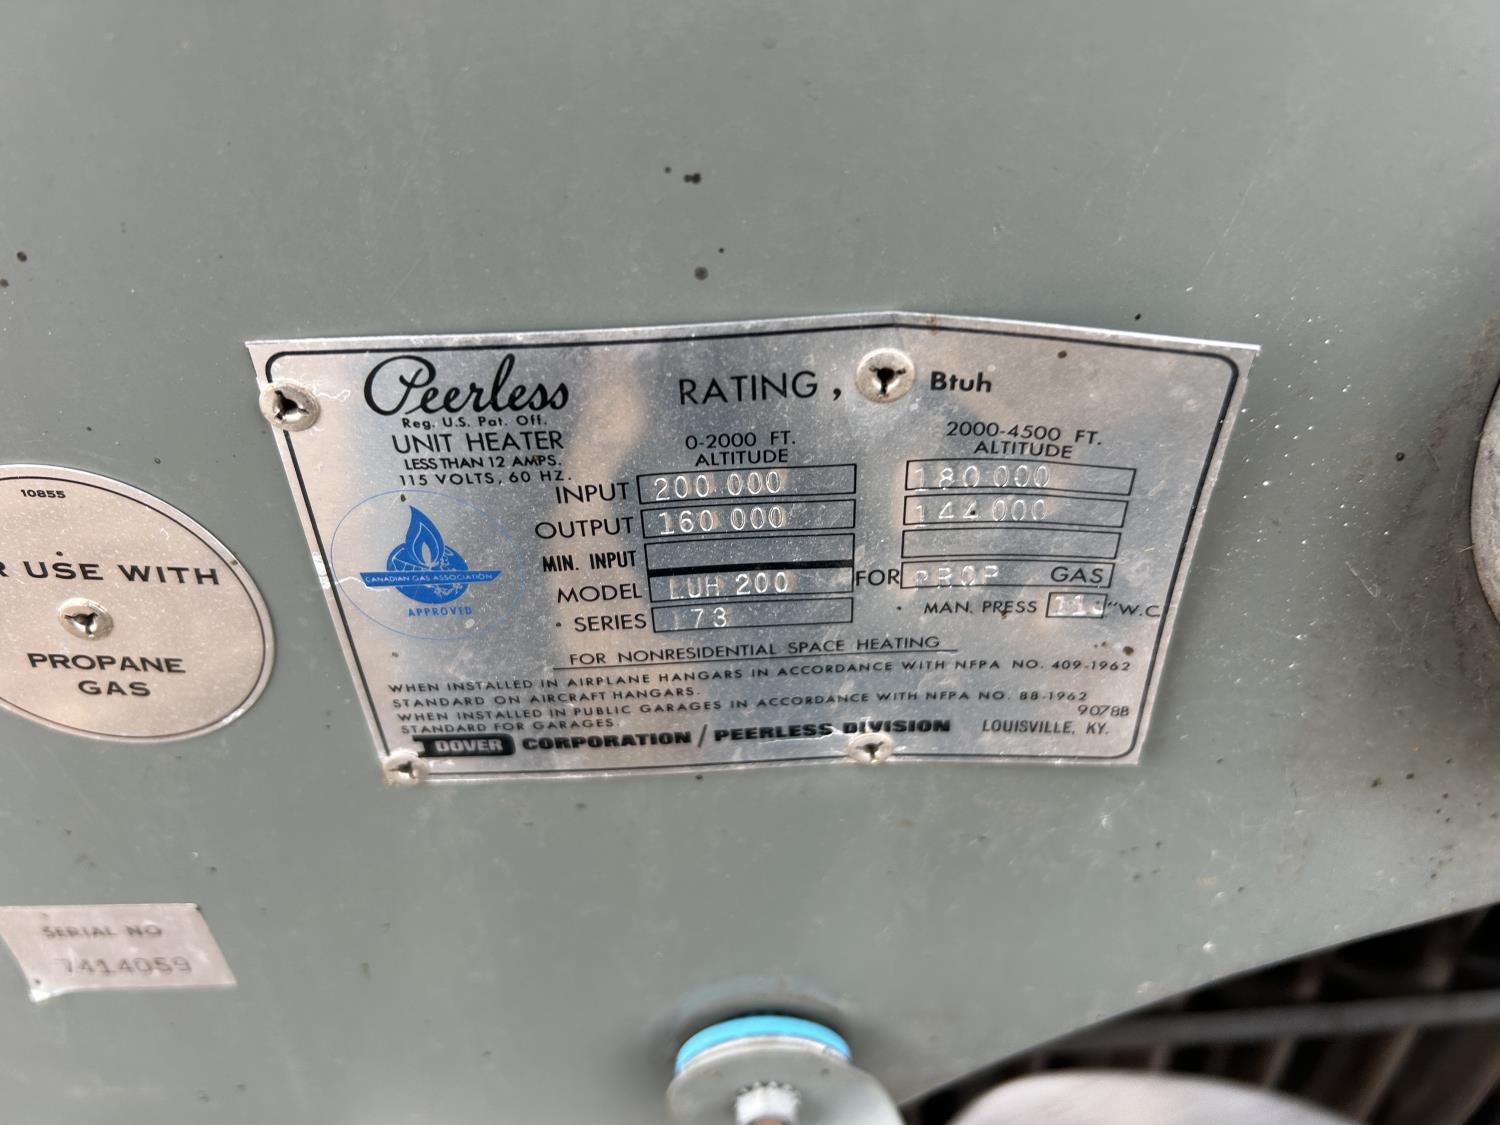 Peerless
Reg. U.S. Pat. Off.
UNIT HEATER
LESS THAN 12 AMPS.
115 VOLTS, 60 HZ.
RATING, Btuh
0-2000 FT.
ALTITUDE
2000-4500 FT.
ALTITUDE
INPUT 200 000 180 000
OUTPUT 160 000 144 000
MIN. INPUT
MODEL LUH 200 FOR PROP GAS
SERIES 173 MAN. PRESS 11. "W.C.
FOR NONRESIDENTIAL SPACE HEATING
WHEN INSTALLED IN AIRPLANE HANGARS IN ACCORDANCE WITH NFPA NO. 409-1962
STANDARD ON AIRCRAFT HANGARS.
WHEN INSTALLED IN PUBLIC GARAGES IN ACCORDANCE WITH NFPA NO. 88-1962
STANDARD FOR GARAGES.
9078B
DOVER CORPORATION / PEERLESS DIVISION LOUISVILLE, KY.
CANADIAN GAS ASSOCIATION
APPROVED
10855
R USE WITH
PROPANE
GAS
SERIAL NO
7414059